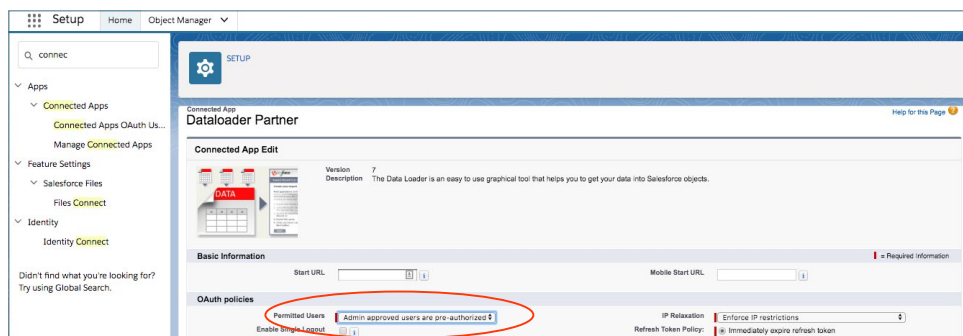 Setup Home Object Manager
connec
SETUP
Apps
Connected Apps
Connected Apps OAuth Us...
Manage Connected Apps
Feature Settings
Salesforce Files
Files Connect
Identity
Identity Connect
Didn't find what you're looking for?
Try using Global Search.
Connected App
Dataloader Partner
Help for this Page
Connected App Edit
DATA
Version 7
Description The Data Loader is an easy to use graphical tool that helps you to get your data into Salesforce objects.
Basic Information
= Required Information
Start URL
Mobile Start URL
OAuth policies
Permitted Users Admin approved users are pre-authorized
IP Relaxation Enforce IP restrictions
Enable Single Logout
Refresh Token Policy: Immediately expire refresh token